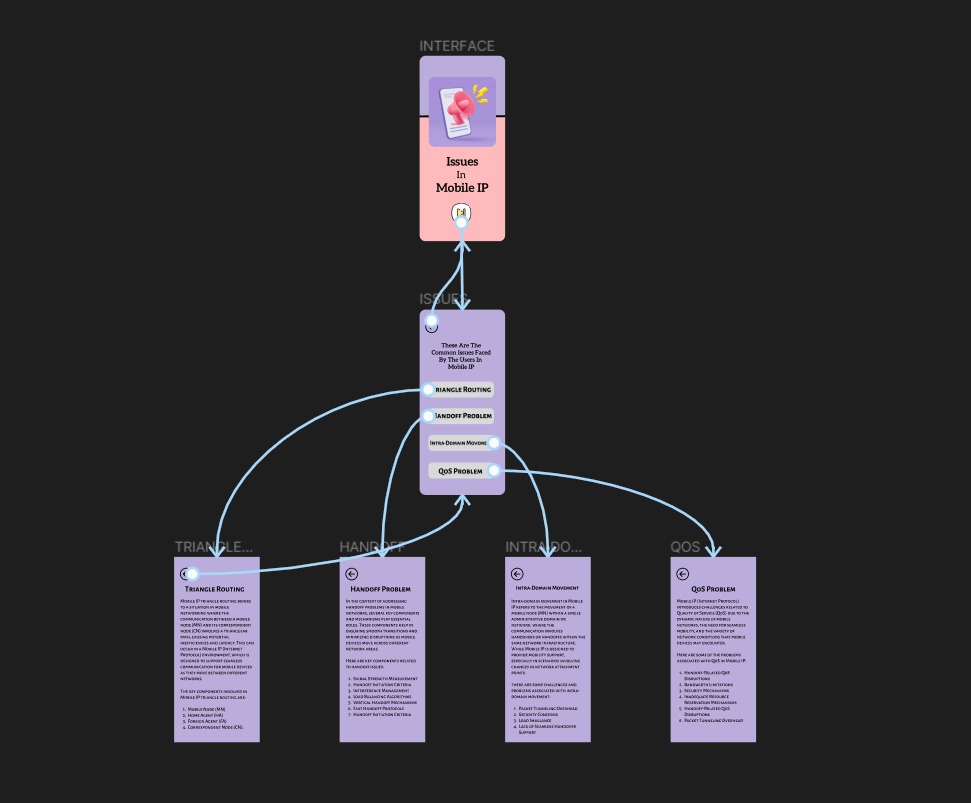 INTERFACE
Issues
In
Mobile IP
ISSUES
These Are The
Common Issues Faced
By The Users In
Mobile IP
RIANGLE ROUTING
HANDOFF PROBLEM
INTRA-DOMAIN MOVEME
QOS PROBLEM
TRIANGLE... HANDOFF INTRA DO... QOS
TRIANGLE ROUTING
MOBILE IP TRIANGLE ROUTING REFERS
TO A SITUATION IN MOBILE
NETWORKING WHERE THE
COMMUNICATION BETWEEN A MOBILE
NODE (MN) AND ITS CORRESPONDENT
NODE (CN) INVOLVES A TRIANGULAR
PATH, CAUSING POTENTIAL
INEFFICIENCIES AND LATENCY. THIS CAN
OCCUR IN A MOBILE IP (INTERNET
PROTOCOL) ENVIRONMENT, WHICH IS
DESIGNED TO SUPPORT SEAMLESS
COMMUNICATION FOR MOBILE DEVICES
AS THEY MOVE BETWEEN DIFFERENT
NETWORKS
THE KEY COMPONENTS INVOLVED IN
MOBILE IP TRIANGLE ROUTING ARE:
1. MOBILE NODE (MN)
2. HOME AGENT (HA)
3. FOREIGN AGENT (FA)
4. CORRESPONDENT NODE (CN).
HANDOFF PROBLEM
IN THE CONTEXT OF ADDRESSING
HANDOFF PROBLEMS IN MOBILE
NETWORKS, SEVERAL KEY COMPONENTS
AND MECHANISMS PLAY ESSENTIAL
ROLES. THESE COMPONENTS HELP IN
ENSURING SMOOTH TRANSITIONS AND
MINIMIZING DISRUPTIONS AS MOBILE
DEVICES MOVE ACROSS DIFFERENT
NETWORK AREAS.
HERE ARE KEY COMPONENTS RELATED
TO HANDOFF ISSUES:
1. SIGNAL STRENGTH MEASUREMENT
2. HANDOFF INITIATION CRITERIA
3. INTERFERENCE MANAGEMENT
4. LOAD BALANCING ALGORITHMS
5. VERTICAL HANDOFF MECHANISMS
6. FAST HANDOFF PROTOCOLS
7. HANDOFF INITIATION CRITERIA
INTRA-DOMAIN MOVEMENT
INTRA-DOMAIN MOVEMENT IN MOBILE
IP REFERS TO THE MOVEMENT OF A
MOBILE NODE (MN) WITHIN A SINGLE
ADMINISTRATIVE DOMAIN OR
NETWORK, WHERE THE
COMMUNICATION INVOLVES
HANDOVERS OR HANDOFFS WITHIN THE
SAME NETWORK INFRASTRUCTURE.
WHILE MOBILE IP IS DESIGNED TO
PROVIDE MOBILITY SUPPORT,
ESPECIALLY IN SCENARIOS INVOLVING
CHANGES IN NETWORK ATTACHMENT
POINTS.
THERE ARE SOME CHALLENGES AND
PROBLEMS ASSOCIATED WITH INTRA-
DOMAIN MOVEMENT:
1. PACKET TUNNELING OVERHEAD
2. SECURITY CONCERNS
3. LOAD IMBALANCE
4. LACK OF SEAMLESS HANDOVER
SUPPORT
QOS PROBLEM
MOBILE IP (INTERNET PROTOCOL)
INTRODUCES CHALLENGES RELATED TO
QUALITY OF SERVICE (QOS) DUE TO THE
DYNAMIC NATURE OF MOBILE
NETWORKS, THE NEED FOR SEAMLESS
MOBILITY, AND THE VARIETY OF
NETWORK CONDITIONS THAT MOBILE
DEVICES MAY ENCOUNTER.
HERE ARE SOME OF THE PROBLEMS
ASSOCIATED WITH QOS IN MOBILE IP:
1. HANDOFF-RELATED QOS
DISRUPTIONS
2. BANDWIDTH LIMITATIONS
3. SECURITY MECHANISMS
4. INADEQUATE RESOURCE
RESERVATION MECHANISMS
5. HANDOFF-RELATED QOS
DISRUPTIONS
6. PACKET TUNNELING OVERHEAD